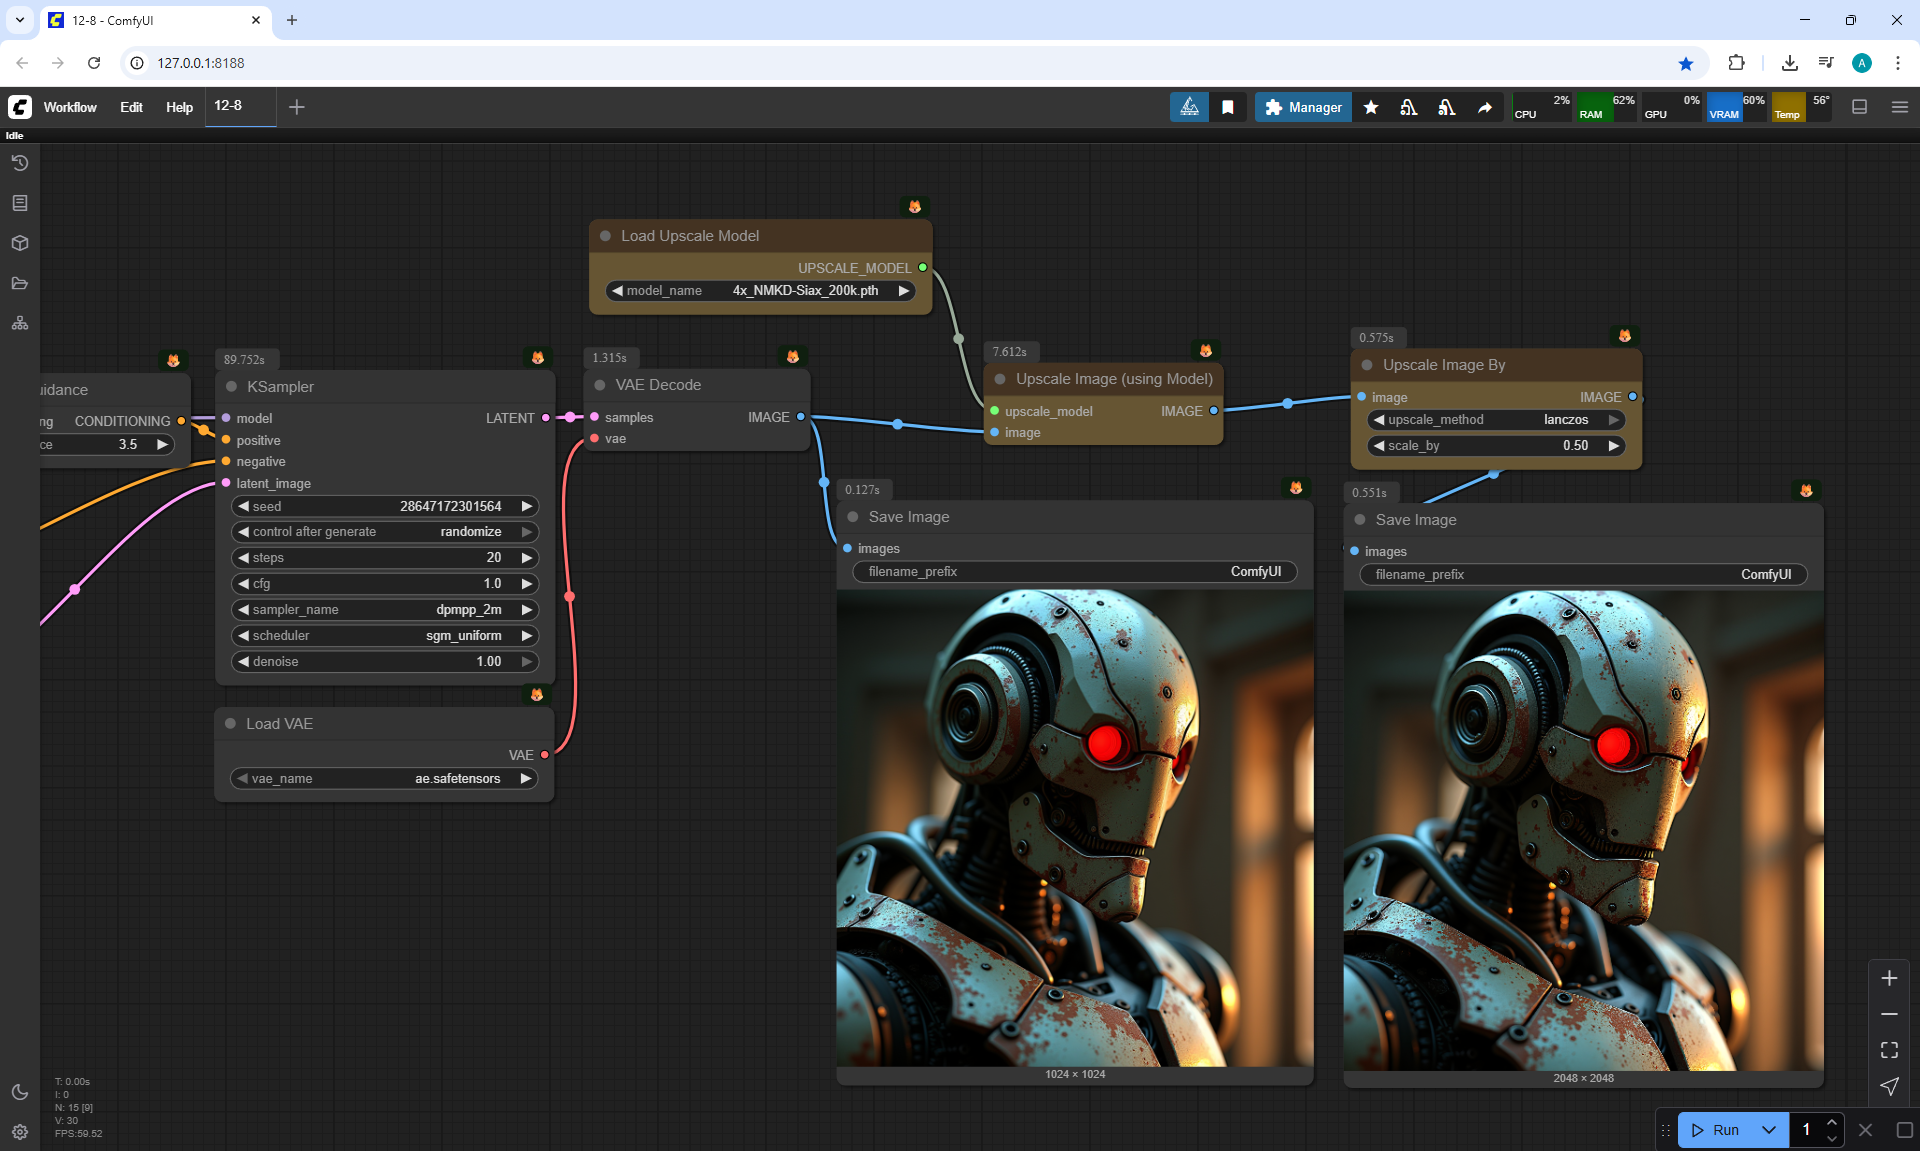 12-8 - ComfyUI
127.0.0.1:8188
A
Workflow Edit Help 12-8
Manager
CPU 2% RAM 62% GPU 0% VRAM 60% Temp 56°
Idle
Load Upscale Model
UPSCALE_MODEL
model_name 4x_NMKD-Siax_200k.pth
uidance
ng CONDITIONING
ce 3.5
89.752s
KSampler
model LATENT
positive
negative
latent_image
seed 28647172301564
control after generate randomize
steps 20
cfg 1.0
sampler_name dpmpp_2m
scheduler sgm_uniform
denoise 1.00
Load VAE
VAE
vae_name ae.safetensors
1.315s
VAE Decode
samples IMAGE
vae
7.612s
Upscale Image (using Model)
upscale_model IMAGE
image
0.575s
Upscale Image By
image IMAGE
upscale_method lanczos
scale_by 0.50
0.127s
Save Image
images
filename_prefix ComfyUI
1024 × 1024
0.551s
Save Image
images
filename_prefix ComfyUI
2048 × 2048
T: 0.00s
I: 0
N: 15 [9]
V: 30
FPS:59.52
Run 1